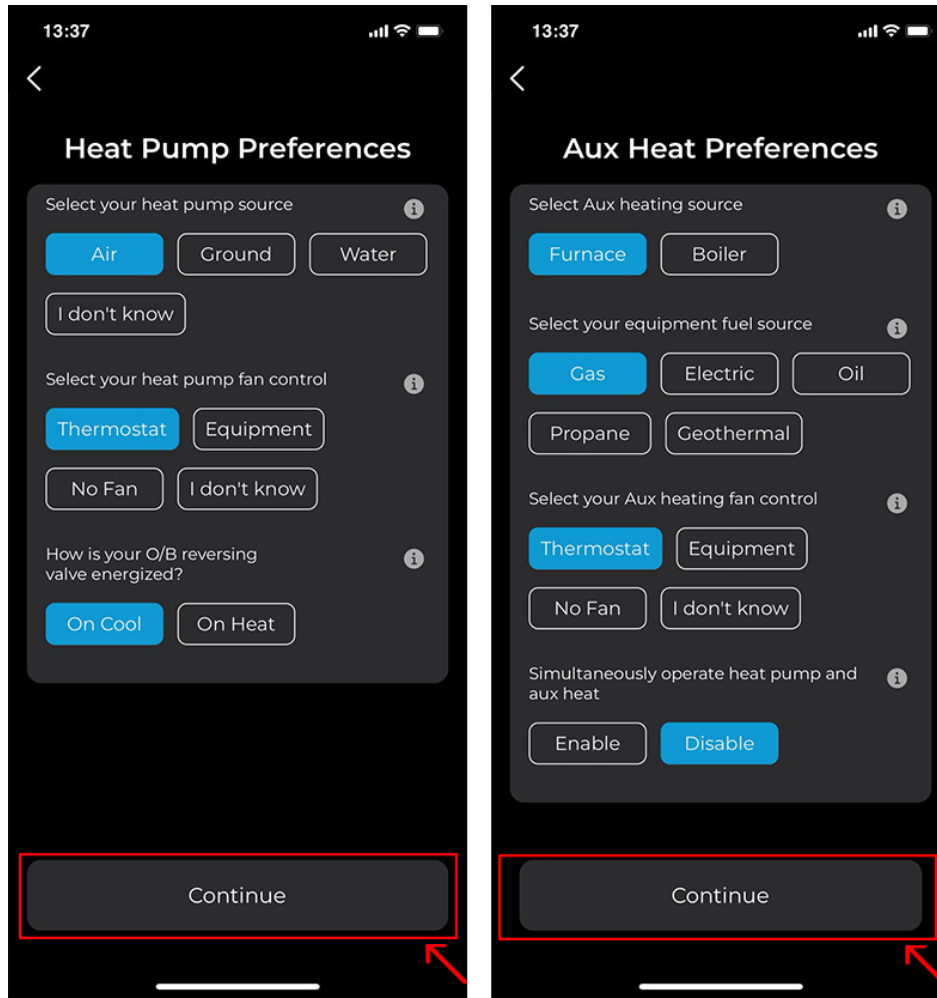 13:37
Heat Pump Preferences
Select your heat pump source
Air Ground Water
I don't know
Select your heat pump fan control
Thermostat Equipment
No Fan I don't know
How is your O/B reversing
valve energized?
On Cool On Heat
Continue
13:37
Aux Heat Preferences
Select Aux heating source
Furnace Boiler
Select your equipment fuel source
Gas Electric Oil
Propane Geothermal
Select your Aux heating fan control
Thermostat Equipment
No Fan I don't know
Simultaneously operate heat pump and
aux heat
Enable Disable
Continue